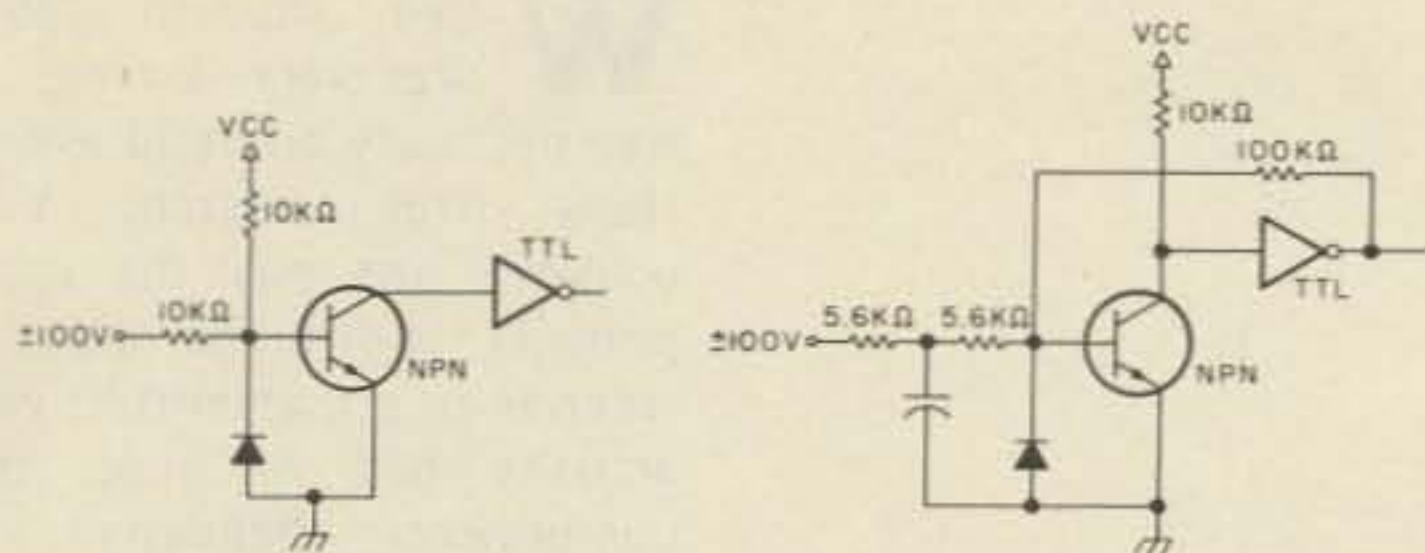 VCC
10KΩ
TTL
10KΩ
±100V
NPN
VCC
10KΩ
100KΩ
TTL
5.6KΩ 5.6KΩ
±100V
NPN